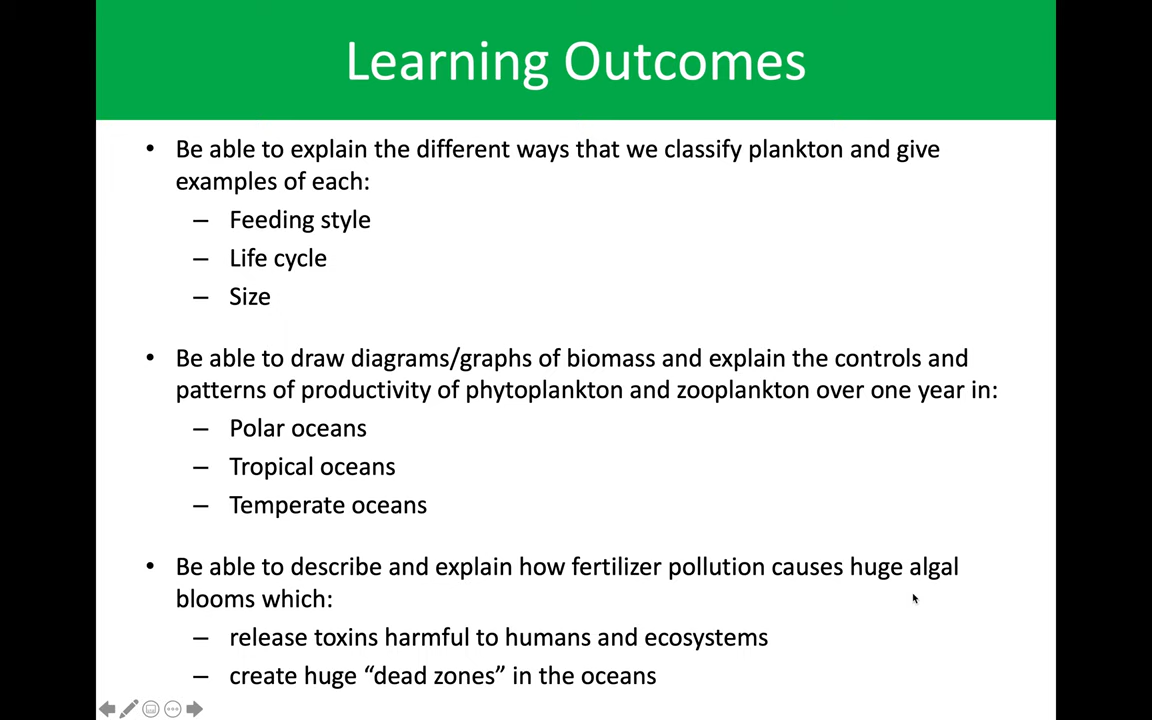 Learning Outcomes
• Be able to explain the different ways that we classify plankton and give
examples of each:
– Feeding style
– Life cycle
– Size
• Be able to draw diagrams/graphs of biomass and explain the controls and
patterns of productivity of phytoplankton and zooplankton over one year in:
– Polar oceans
– Tropical oceans
– Temperate oceans
• Be able to describe and explain how fertilizer pollution causes huge algal
blooms which:
– release toxins harmful to humans and ecosystems
– create huge “dead zones” in the oceans